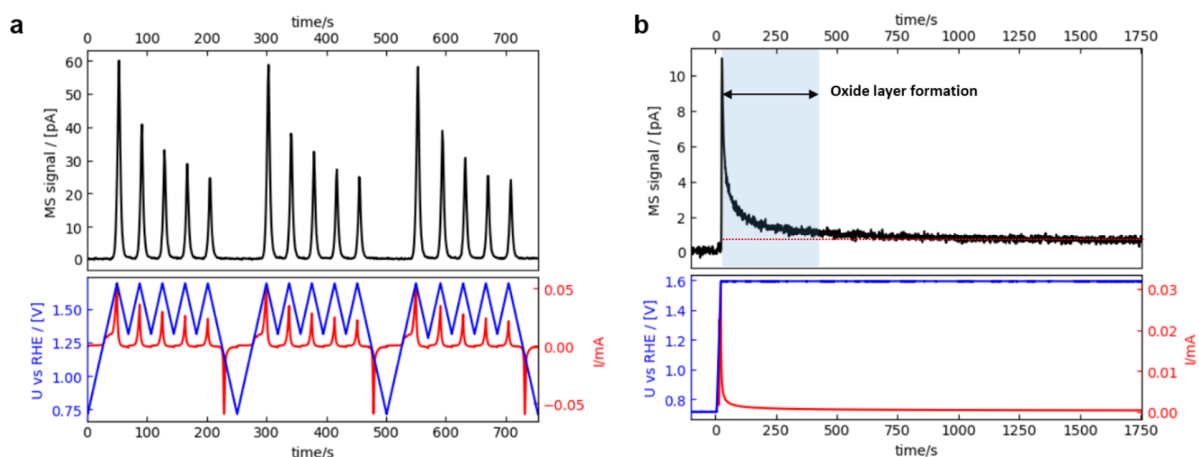 a
time/s
0 100 200 300 400 500 600 700
MS signal / [pA]
60
50
40
30
20
10
0
U vs RHE / [V]
1.50
1.25
1.00
0.75
I/mA
0.05
0.00
−0.05
0 100 200 300 400 500 600 700
time/s
b
time/s
0 250 500 750 1000 1250 1500 1750
MS signal / [pA]
10
8
6
4
2
0
Oxide layer formation
U vs RHE / [V]
1.6
1.4
1.2
1.0
0.8
I/mA
0.03
0.02
0.01
0.00
0 250 500 750 1000 1250 1500 1750
time/s